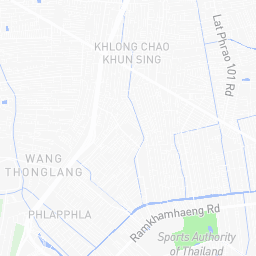 KHLONG CHAO
KHUN SING
Lat Phrao 101 Rd
WANG
THONGLANG
PHLAPPHLA
Ramkhamhaeng Rd
Sports Authority
of Thailand